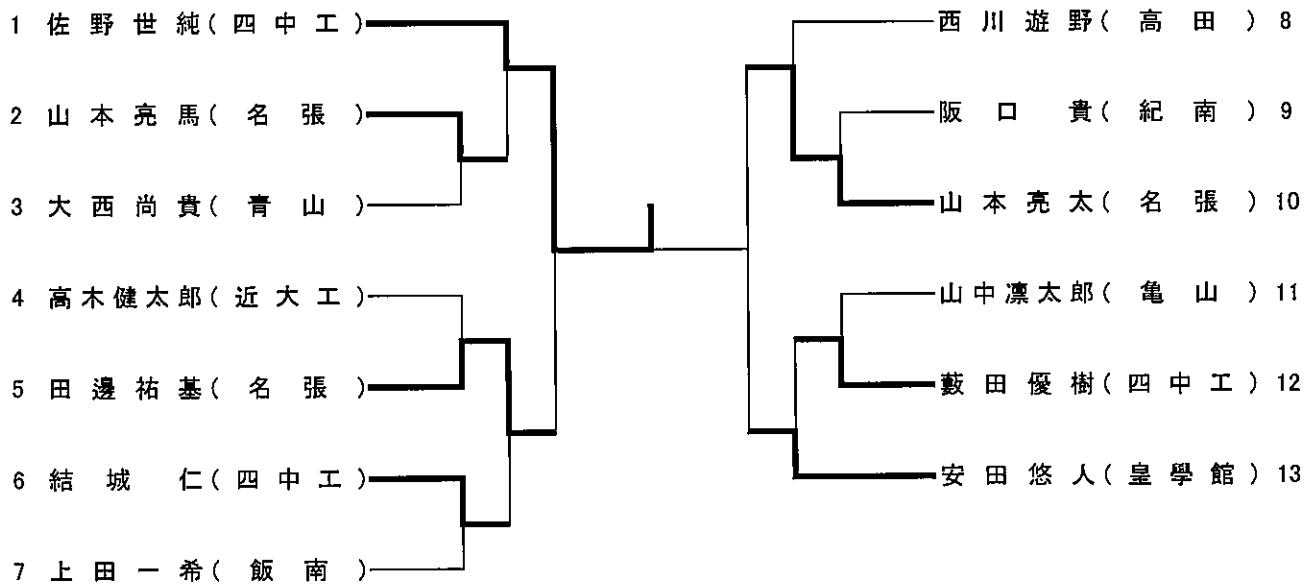 1 佐野世純(四中工)
2 山本亮馬(名張)
3 大西尚貴(青山)
4 高木健太郎(近大工)
5 田邊祐基(名張)
6 結城仁(四中工)
7 上田一希(飯南)
西川遊野(高田) 8
阪口貴(紀南) 9
山本亮太(名張) 10
山中凛太郎(亀山) 11
藪田優樹(四中工) 12
安田悠人(皇學館) 13